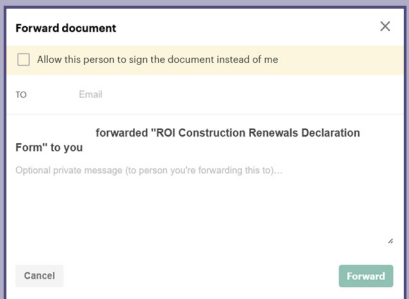 Forward document
Allow this person to sign the document instead of me
TO Email
forwarded "ROI Construction Renewals Declaration
Form" to you
Optional private message (to person you're forwarding this to)...
Cancel Forward